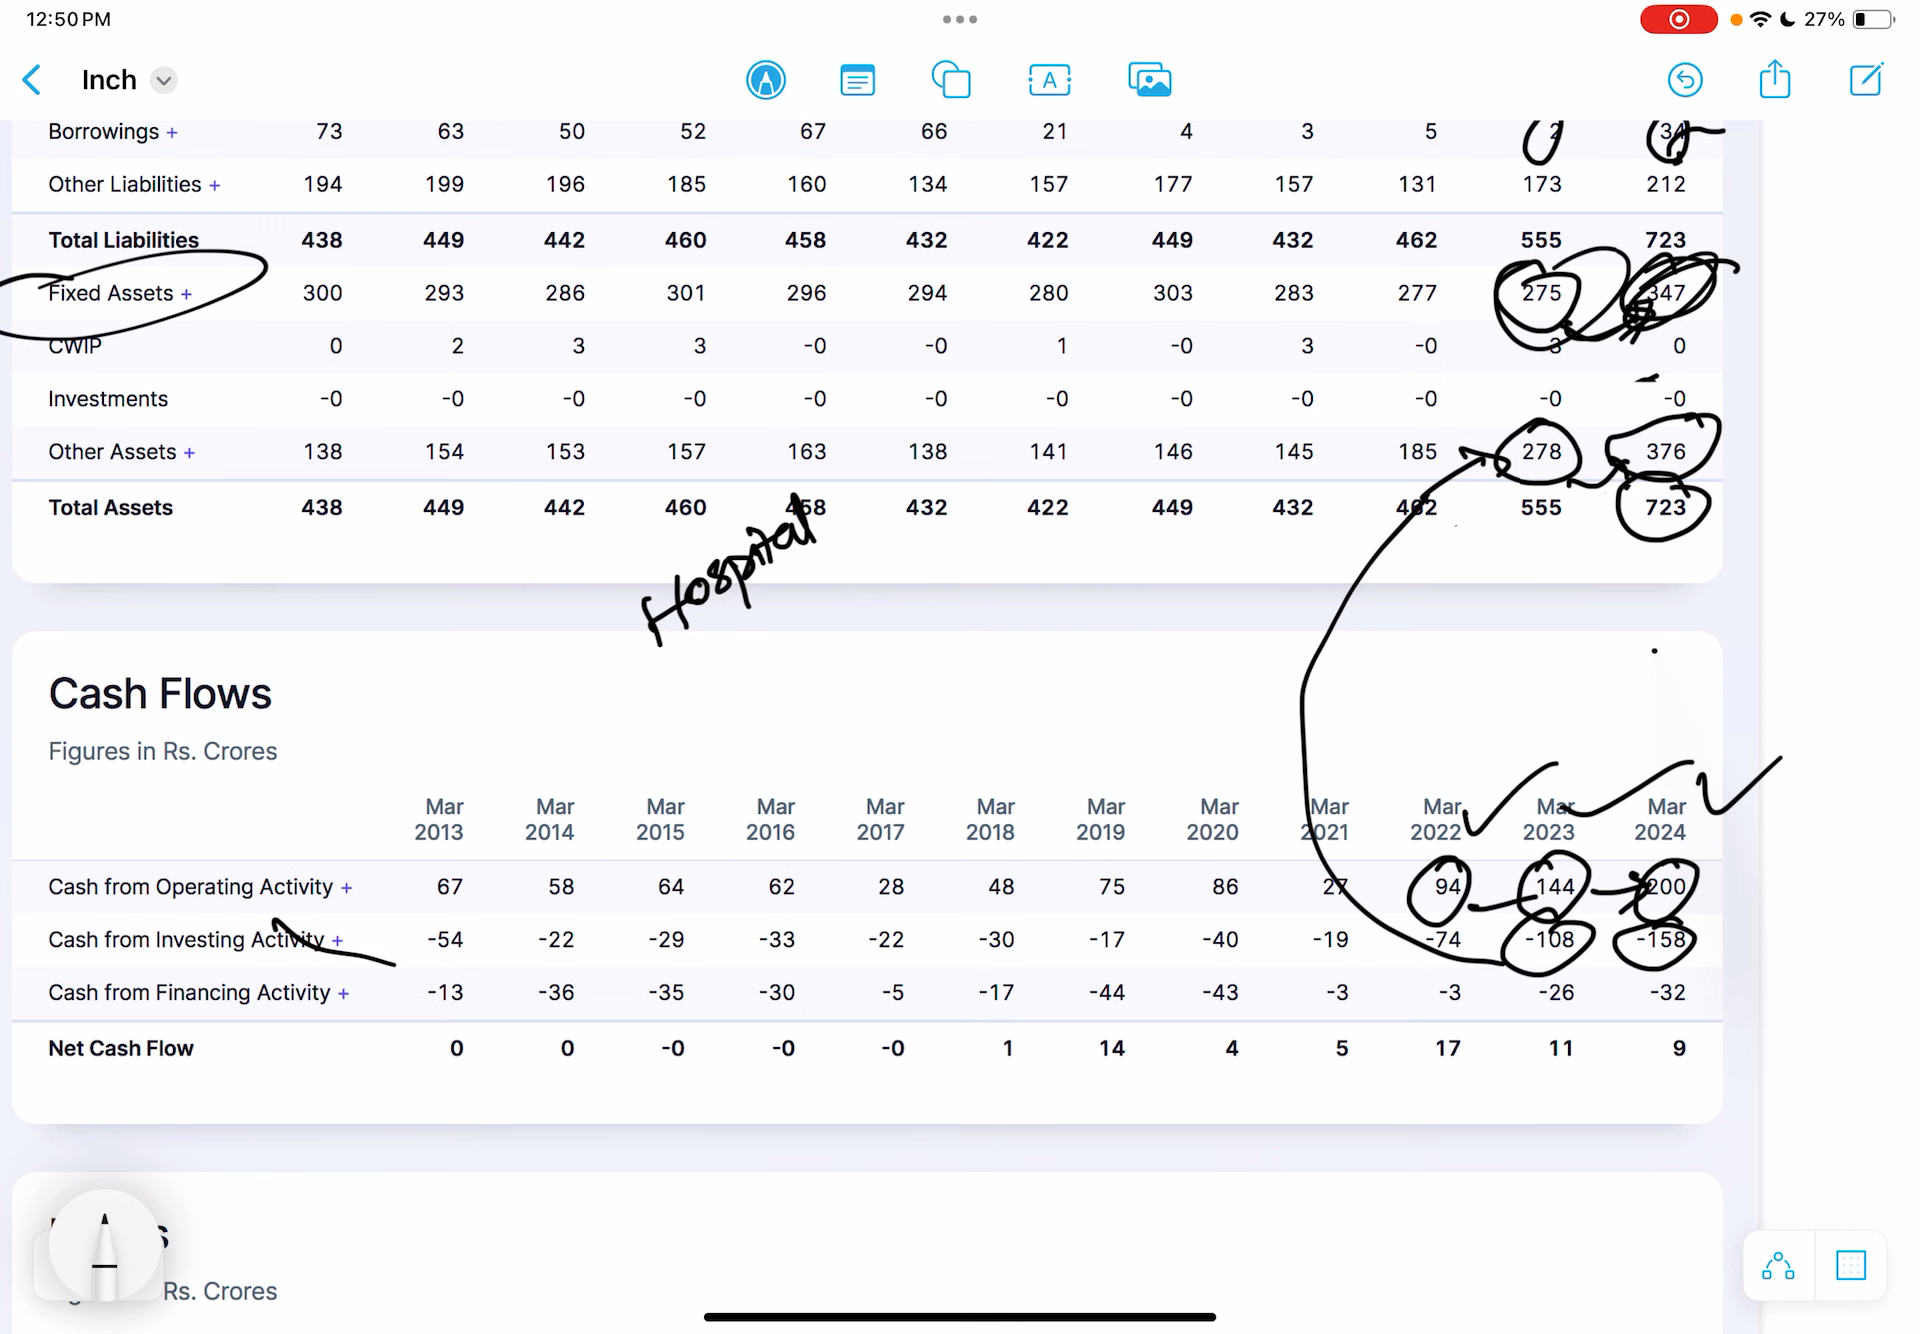 12:50 PM
27%
Inch
A
Borrowings + 73 63 50 52 67 66 21 4 3 5 2 34
Other Liabilities + 194 199 196 185 160 134 157 177 157 131 173 212
Total Liabilities 438 449 442 460 458 432 422 449 432 462 555 723
Fixed Assets + 300 293 286 301 296 294 280 303 283 277 275 347
CWIP 0 2 3 3 -0 -0 1 -0 3 -0 3 0
Investments -0 -0 -0 -0 -0 -0 -0 -0 -0 -0 -0 -0
Other Assets + 138 154 153 157 163 138 141 146 145 185 278 376
Total Assets 438 449 442 460 458 432 422 449 432 462 555 723
Hospital
Cash Flows
Figures in Rs. Crores
Mar Mar Mar Mar Mar Mar Mar Mar Mar Mar Mar Mar
2013 2014 2015 2016 2017 2018 2019 2020 2021 2022 2023 2024
Cash from Operating Activity + 67 58 64 62 28 48 75 86 27 94 144 200
Cash from Investing Activity + -54 -22 -29 -33 -22 -30 -17 -40 -19 -74 -108 -158
Cash from Financing Activity + -13 -36 -35 -30 -5 -17 -44 -43 -3 -3 -26 -32
Net Cash Flow 0 0 -0 -0 -0 1 14 4 5 17 11 9
Rs. Crores